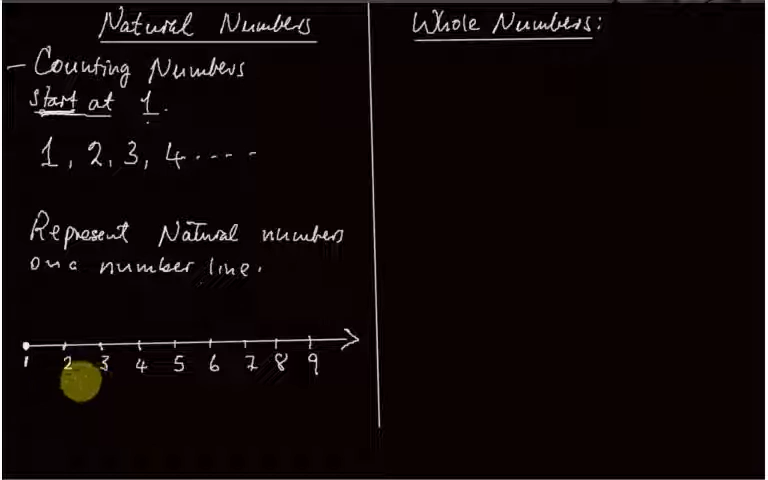 Natural Numbers
- Counting Numbers
start at 1.
1, 2, 3, 4.....
Represent Natural numbers
on a number line.
1 2 3 4 5 6 7 8 9
Whole Numbers: